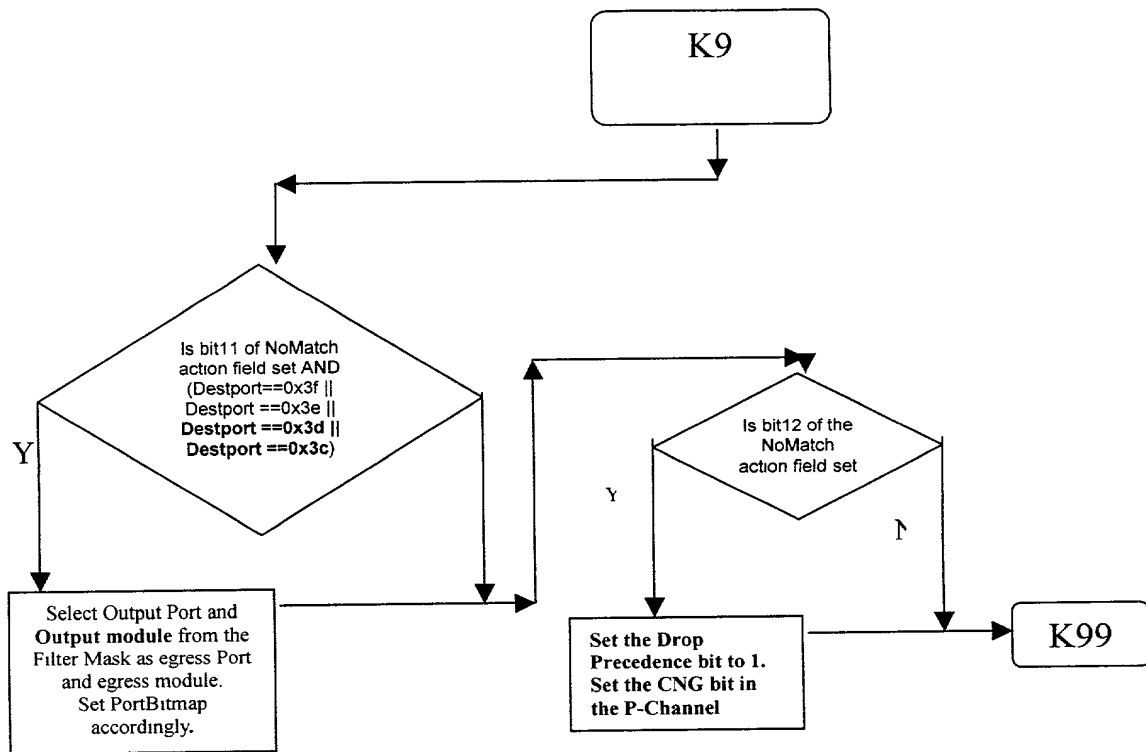 K9
Is bit11 of NoMatch
action field set AND
(Destport==0x3f ||
Destport ==0x3e ||
Destport ==0x3d ||
Destport ==0x3c)
Y
Select Output Port and
Output module from the
Filter Mask as egress Port
and egress module.
Set PortBitmap
accordingly.
Is bit12 of the
NoMatch
action field set
Y
Set the Drop
Precedence bit to 1.
Set the CNG bit in
the P-Channel
K99